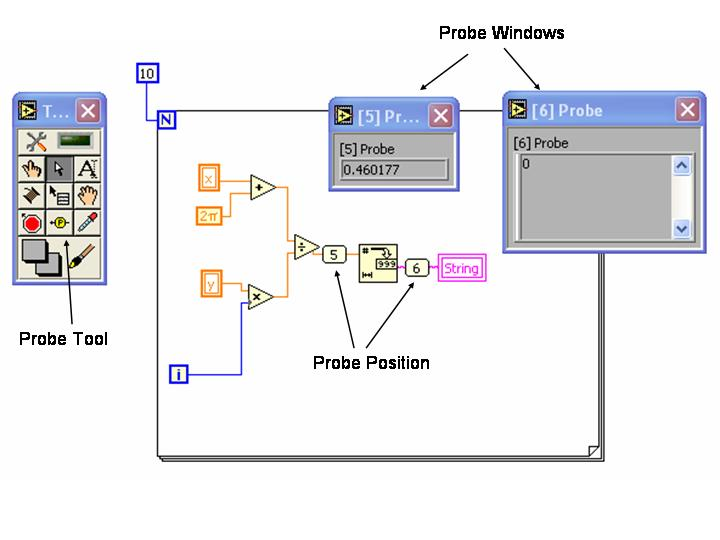 Probe Windows
10
N
T...
[5] Pr...
[5] Probe
0.460177
[6] Probe
[6] Probe
0
A
P
x
+
2π
÷
5
#
999
6
String
y
×
i
Probe Tool
Probe Position